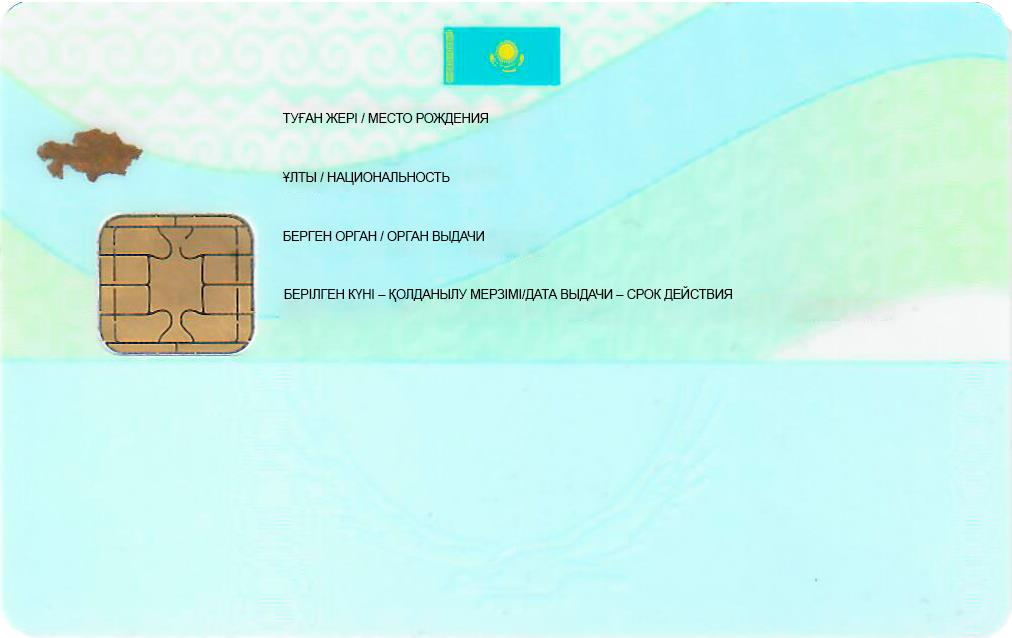 ТУҒАН ЖЕРІ / МЕСТО РОЖДЕНИЯ
ҰЛТЫ / НАЦИОНАЛЬНОСТЬ
БЕРГЕН ОРГАН / ОРГАН ВЫДАЧИ
БЕРІЛГЕН КҮНІ – ҚОЛДАНЫЛУ МЕРЗІМІ/ДАТА ВЫДАЧИ – СРОК ДЕЙСТВИЯ